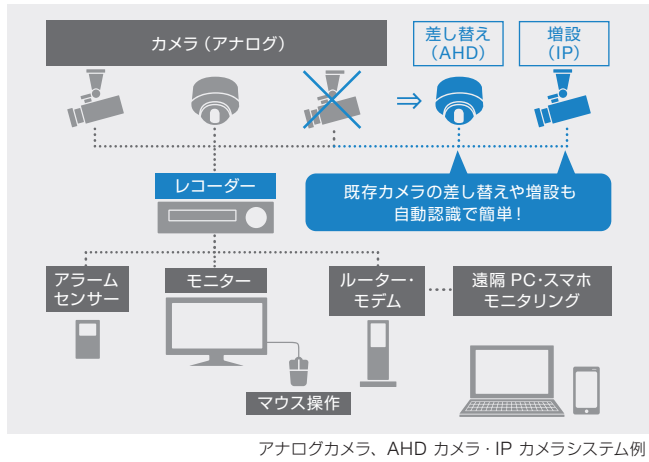 カメラ（アナログ）
差し替え
（AHD）
増設
（IP）
⇒
レコーダー
既存カメラの差し替えや増設も
自動認識で簡単！
アラーム
センサー
モニター
ルーター・
モデム
遠隔 PC・スマホ
モニタリング
マウス操作
アナログカメラ、AHD カメラ・IP カメラシステム例